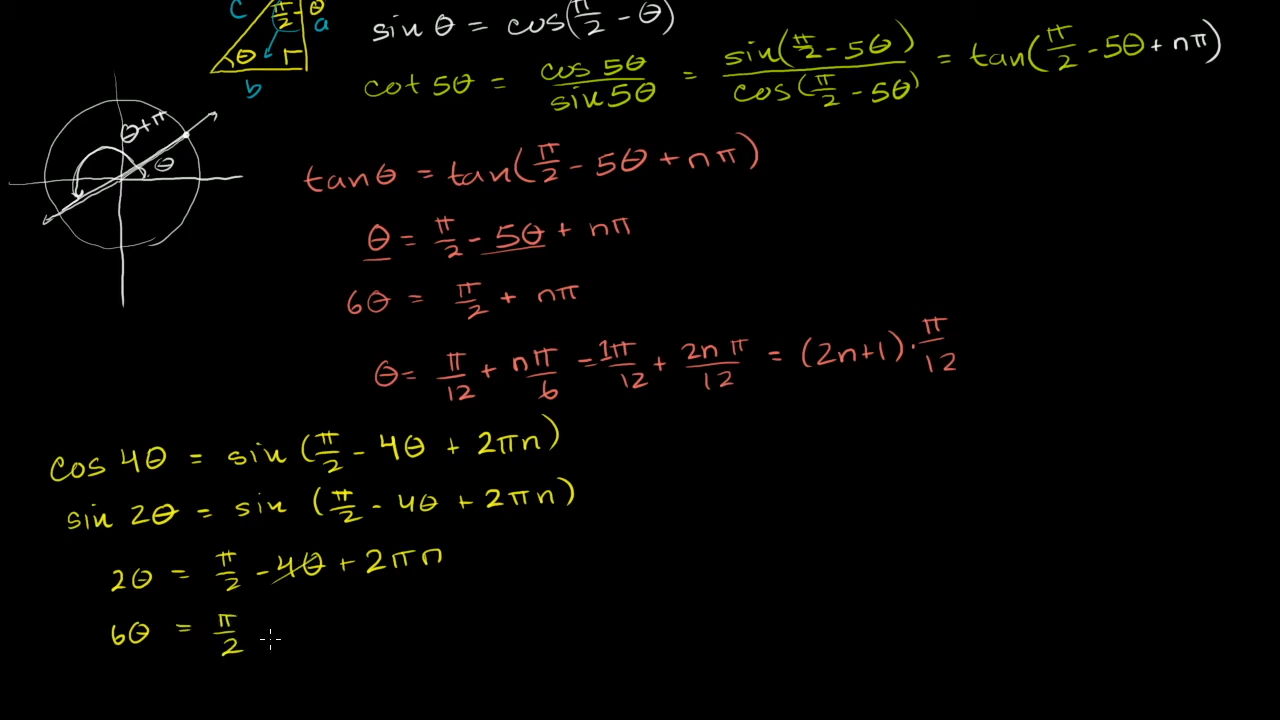 c π/2 - θ a
θ
b
sin θ = cos(π/2 - θ)
cot 5θ = cos 5θ / sin 5θ = sin(π/2 - 5θ) / cos(π/2 - 5θ) = tan(π/2 - 5θ + nπ)
θ+π
θ
tanθ = tan(π/2 - 5θ + nπ)
θ = π/2 - 5θ + nπ
6θ = π/2 + nπ
θ = π/12 + nπ/6 = 1π/12 + 2nπ/12 = (2n+1)·π/12
cos 4θ = sin (π/2 - 4θ + 2πn)
sin 2θ = sin (π/2 - 4θ + 2πn)
2θ = π/2 - 4θ + 2πn
6θ = π/2